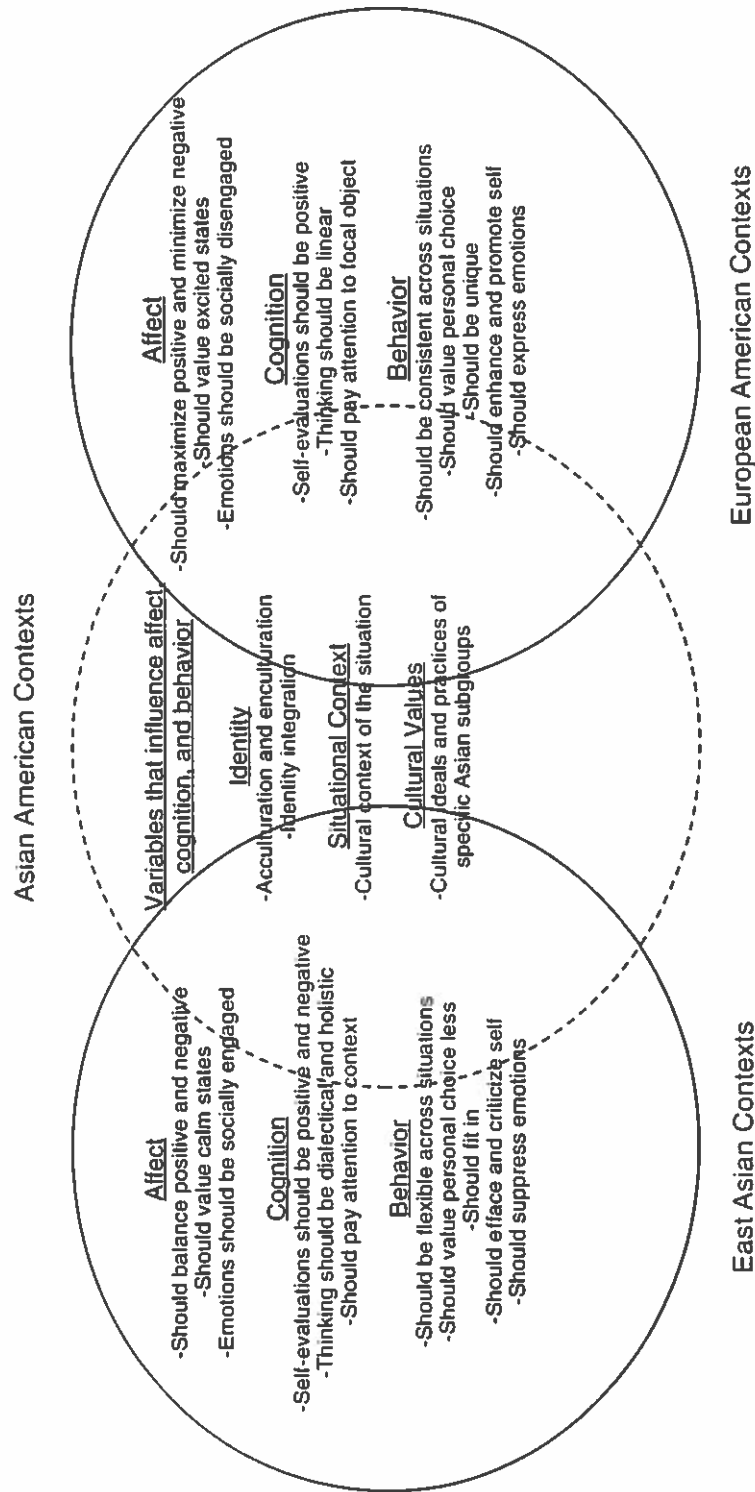 Asian American Contexts
Affect
-Should balance positive and negative
-Should value calm states
-Emotions should be socially engaged
Cognition
-Self-evaluations should be positive and negative
-Thinking should be dialectical and holistic
-Should pay attention to context
Behavior
-Should be flexible across situations
-Should value personal choice less
-Should fit in
-Should efface and criticize self
-Should suppress emotions
Variables that influence affect,
cognition, and behavior
Identity
-Acculturation and enculturation
-Identity integration
Situational Context
-Cultural context of the situation
Cultural Values
-Cultural ideals and practices of
specific Asian subgroups
Affect
-Should maximize positive and minimize negative
-Should value excited states
-Emotions should be socially disengaged
Cognition
-Self-evaluations should be positive
-Thinking should be linear
-Should pay attention to focal object
Behavior
-Should be consistent across situations
-Should value personal choice
-Should be unique
-Should enhance and promote self
-Should express emotions
East Asian Contexts
European American Contexts